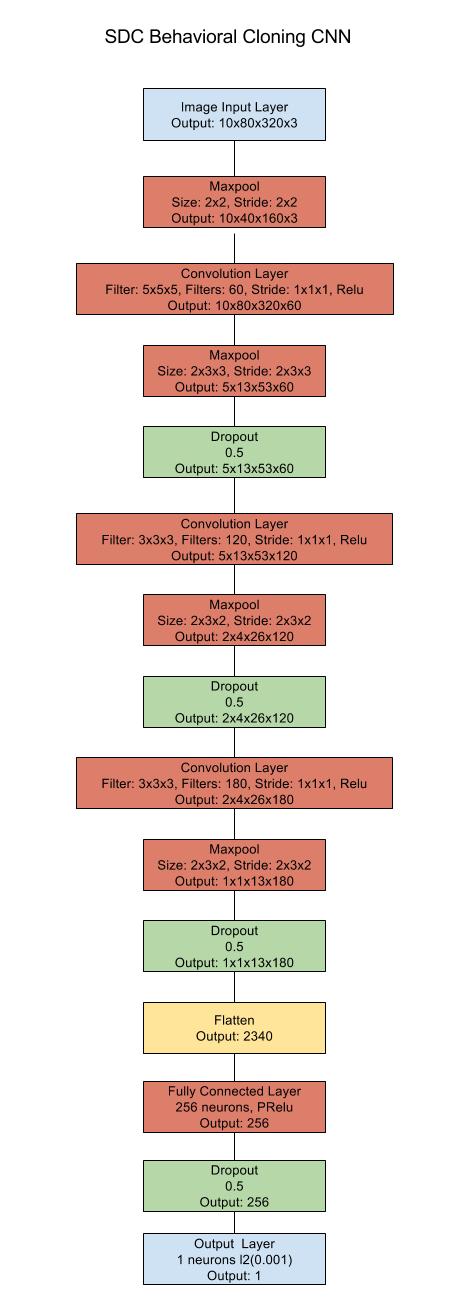 SDC Behavioral Cloning CNN
Image Input Layer
Output: 10x80x320x3
Maxpool
Size: 2x2, Stride: 2x2
Output: 10x40x160x3
Convolution Layer
Filter: 5x5x5, Filters: 60, Stride: 1x1x1, Relu
Output: 10x80x320x60
Maxpool
Size: 2x3x3, Stride: 2x3x3
Output: 5x13x53x60
Dropout
0.5
Output: 5x13x53x60
Convolution Layer
Filter: 3x3x3, Filters: 120, Stride: 1x1x1, Relu
Output: 5x13x53x120
Maxpool
Size: 2x3x2, Stride: 2x3x2
Output: 2x4x26x120
Dropout
0.5
Output: 2x4x26x120
Convolution Layer
Filter: 3x3x3, Filters: 180, Stride: 1x1x1, Relu
Output: 2x4x26x180
Maxpool
Size: 2x3x2, Stride: 2x3x2
Output: 1x1x13x180
Dropout
0.5
Output: 1x1x13x180
Flatten
Output: 2340
Fully Connected Layer
256 neurons, PRelu
Output: 256
Dropout
0.5
Output: 256
Output Layer
1 neurons l2(0.001)
Output: 1